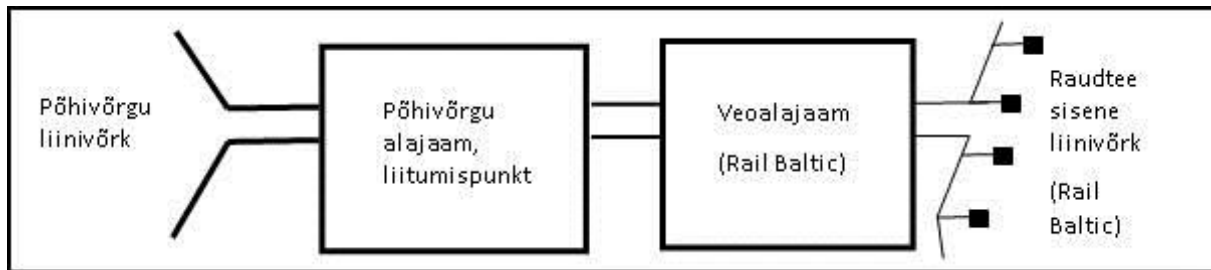 Põhivõrgu
liinivõrk
Põhivõrgu
alajaam,
liitumispunkt
Veoalajaam
(Rail Baltic)
Raudtee
sisene
liinivõrk
(Rail
Baltic)